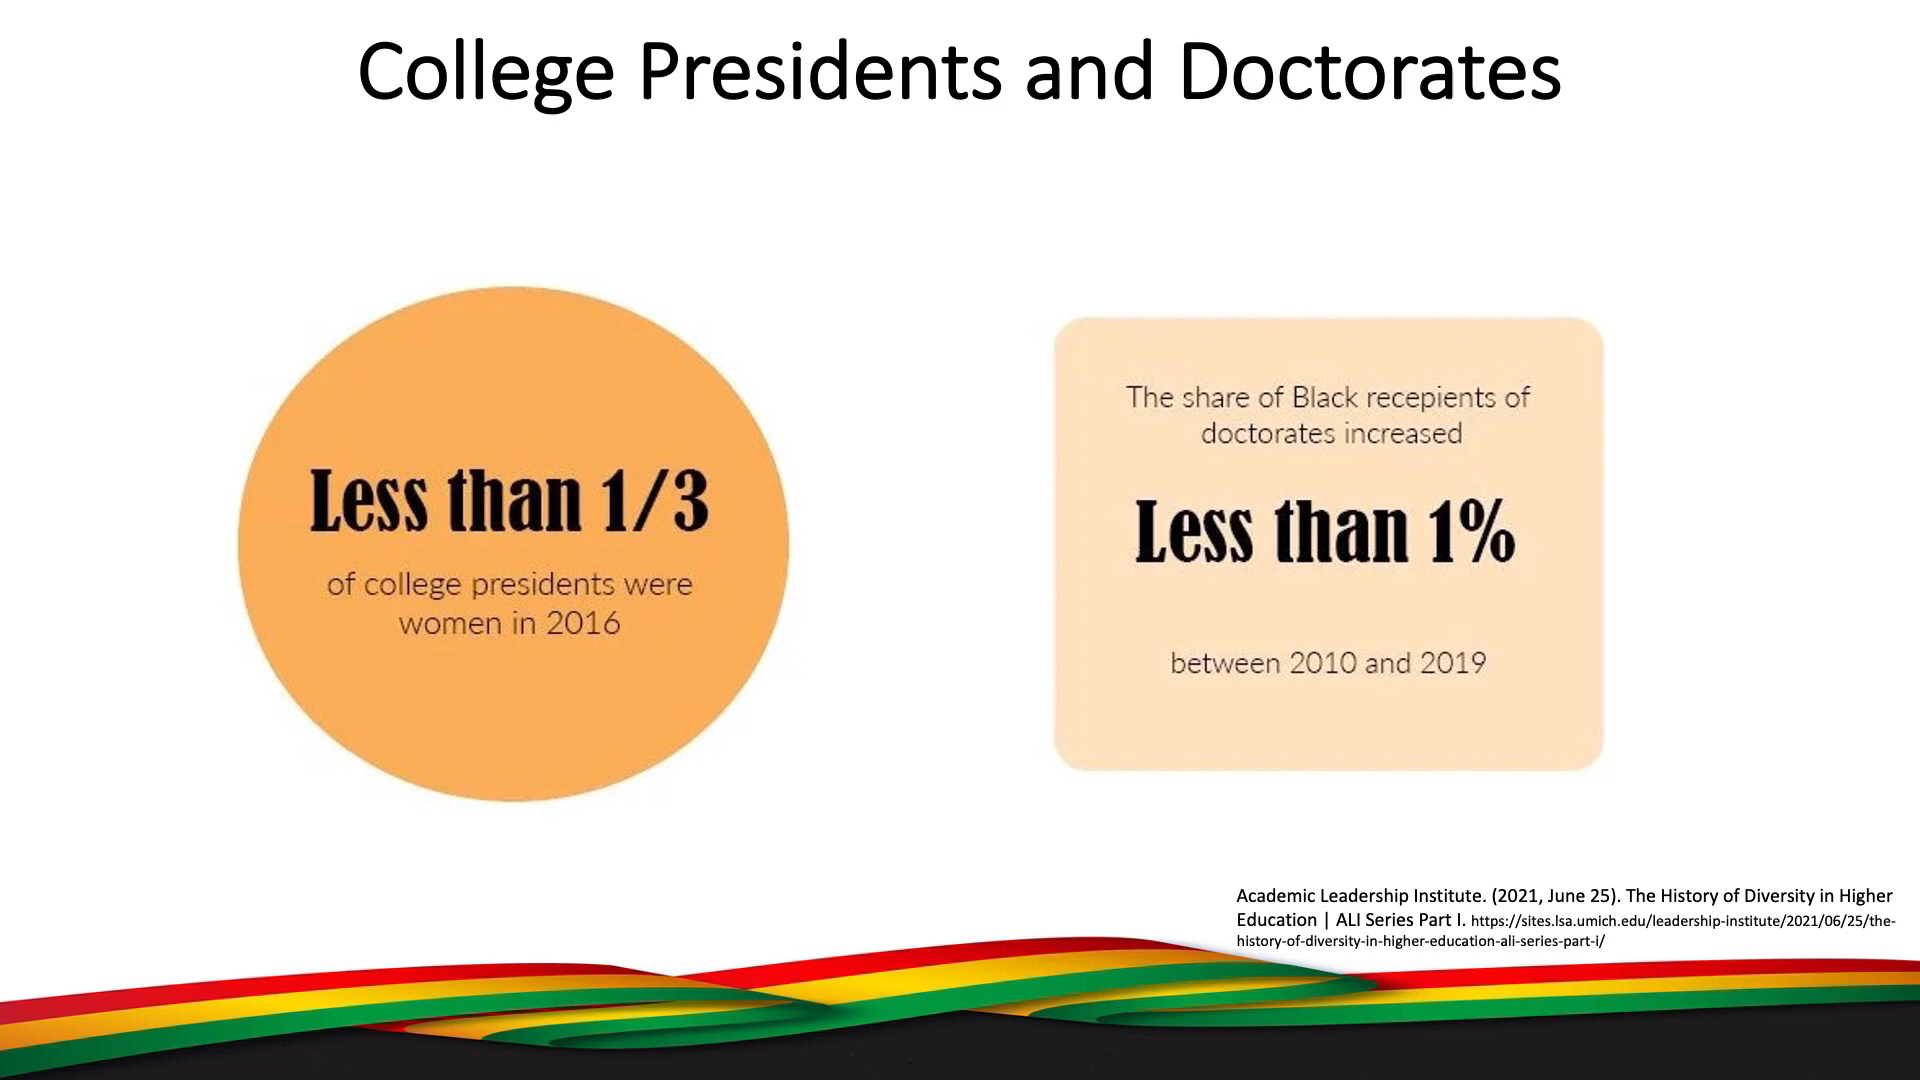 College Presidents and Doctorates
Less than 1/3
of college presidents were
women in 2016
The share of Black recepients of
doctorates increased
Less than 1%
between 2010 and 2019
Academic Leadership Institute. (2021, June 25). The History of Diversity in Higher
Education | ALI Series Part I. https://sites.lsa.umich.edu/leadership-institute/2021/06/25/the-
history-of-diversity-in-higher-education-ali-series-part-i/